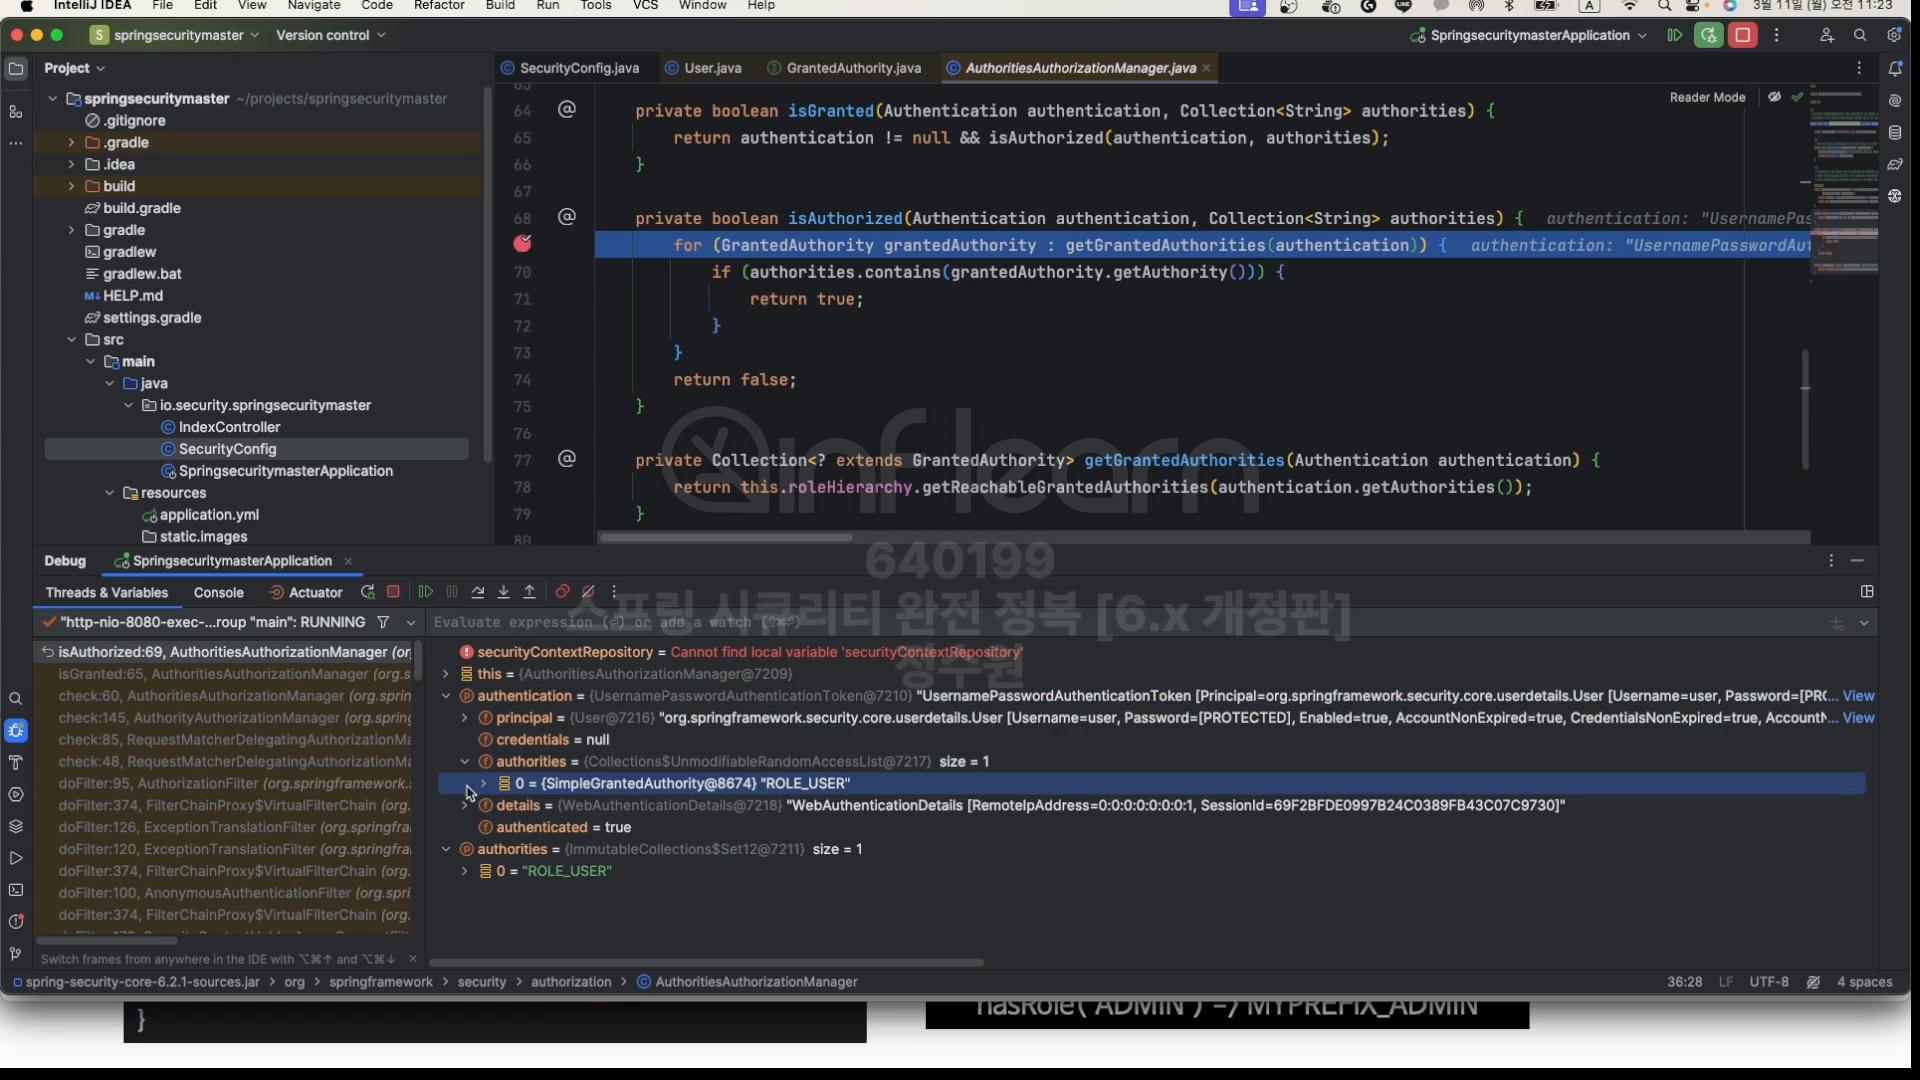 IntelliJ IDEA File Edit View Navigate Code Refactor Build Run Tools VCS Window Help A 3월 11일 (월) 오전 11:23
S springsecuritymaster Version control SpringsecuritymasterApplication
Project
springsecuritymaster ~/projects/springsecuritymaster
.gitignore
.gradle
.idea
build
build.gradle
gradle
gradlew
gradlew.bat
M↓ HELP.md
settings.gradle
src
main
java
io.security.springsecuritymaster
IndexController
SecurityConfig
SpringsecuritymasterApplication
resources
application.yml
static.images
SecurityConfig.java User.java GrantedAuthority.java AuthoritiesAuthorizationManager.java
Reader Mode
64 @ private boolean isGranted(Authentication authentication, Collection<String> authorities) {
65 return authentication != null && isAuthorized(authentication, authorities);
66 }
67
68 @ private boolean isAuthorized(Authentication authentication, Collection<String> authorities) { authentication: "UsernamePas
for (GrantedAuthority grantedAuthority : getGrantedAuthorities(authentication)) { authentication: "UsernamePasswordAut
70 if (authorities.contains(grantedAuthority.getAuthority())) {
71 return true;
72 }
73 }
74 return false;
75 }
76
77 @ private Collection<? extends GrantedAuthority> getGrantedAuthorities(Authentication authentication) {
78 return this.roleHierarchy.getReachableGrantedAuthorities(authentication.getAuthorities());
79 }
80
inflearn
640199
스프링 시큐리티 완전 정복 [6.x 개정판]
정수원
Debug SpringsecuritymasterApplication
Threads & Variables Console Actuator
"http-nio-8080-exec-...roup "main": RUNNING
isAuthorized:69, AuthoritiesAuthorizationManager (or
isGranted:65, AuthoritiesAuthorizationManager (org.s
check:60, AuthoritiesAuthorizationManager (org.sprin
check:145, AuthorityAuthorizationManager (org.spring
check:85, RequestMatcherDelegatingAuthorizationMa
check:48, RequestMatcherDelegatingAuthorizationMa
doFilter:95, AuthorizationFilter (org.springframework.
doFilter:374, FilterChainProxy$VirtualFilterChain (org.
doFilter:126, ExceptionTranslationFilter (org.springfra
doFilter:120, ExceptionTranslationFilter (org.springfra
doFilter:374, FilterChainProxy$VirtualFilterChain (org.
doFilter:100, AnonymousAuthenticationFilter (org.spri
doFilter:374, FilterChainProxy$VirtualFilterChain (org.
Switch frames from anywhere in the IDE with ⌥⌘↑ and ⌥⌘↓
Evaluate expression (⏎) or add a watch (⇧⌘⏎)
securityContextRepository = Cannot find local variable 'securityContextRepository'
this = {AuthoritiesAuthorizationManager@7209}
authentication = {UsernamePasswordAuthenticationToken@7210} "UsernamePasswordAuthenticationToken [Principal=org.springframework.security.core.userdetails.User [Username=user, Password=[PRC... View
principal = {User@7216} "org.springframework.security.core.userdetails.User [Username=user, Password=[PROTECTED], Enabled=true, AccountNonExpired=true, CredentialsNonExpired=true, AccountN... View
credentials = null
authorities = {Collections$UnmodifiableRandomAccessList@7217} size = 1
0 = {SimpleGrantedAuthority@8674} "ROLE_USER"
details = {WebAuthenticationDetails@7218} "WebAuthenticationDetails [RemoteIpAddress=0:0:0:0:0:0:0:1, SessionId=69F2BFDE0997B24C0389FB43C07C9730]"
authenticated = true
authorities = {ImmutableCollections$Set12@7211} size = 1
0 = "ROLE_USER"
spring-security-core-6.2.1-sources.jar > org > springframework > security > authorization > AuthoritiesAuthorizationManager 36:28 LF UTF-8 4 spaces
}
hasRole("ADMIN") => MYPREFIX_ADMIN